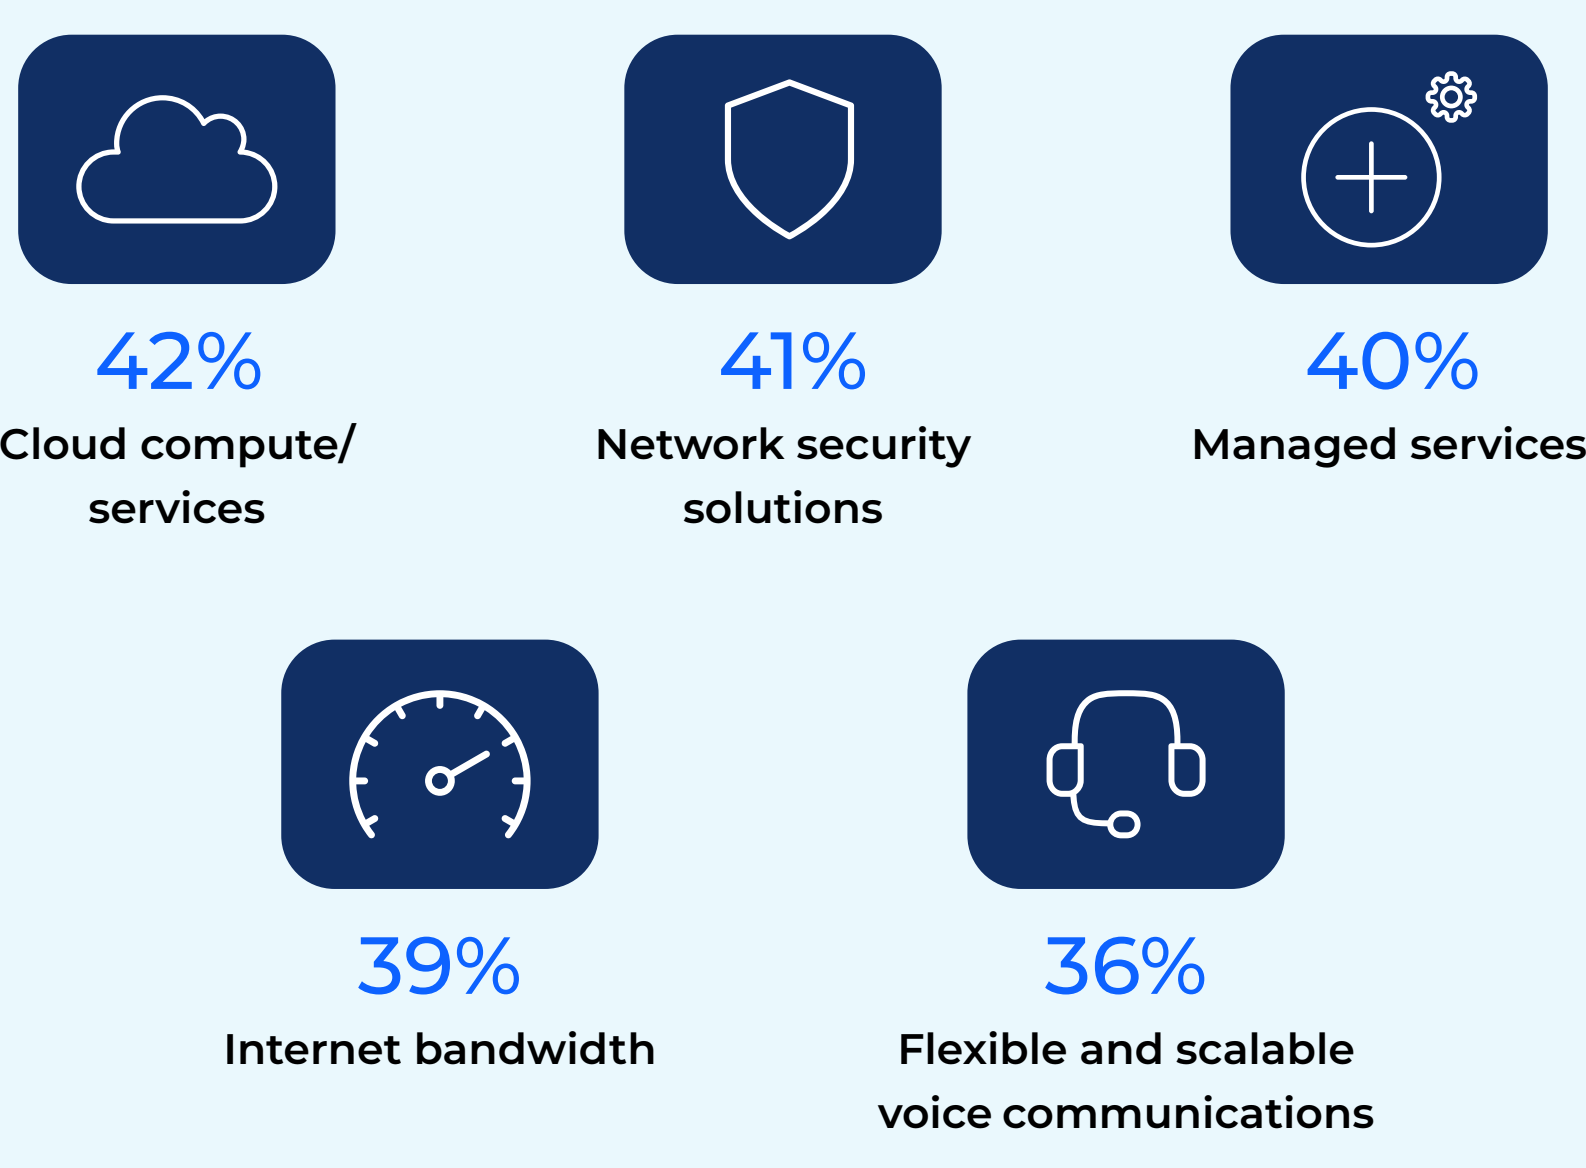 42%
41%
40%
Cloud compute/
services
Network security
solutions
Managed services
39%
36%
Internet bandwidth
Flexible and scalable
voice communications